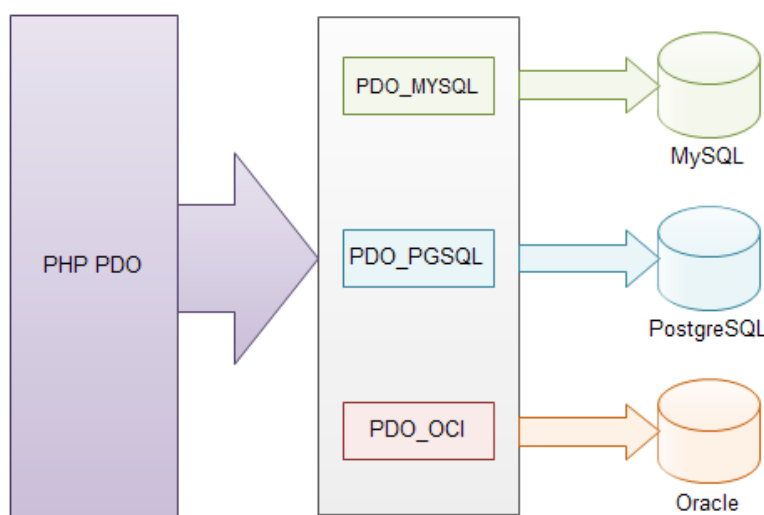 PHP PDO
PDO_MYSQL
MySQL
PDO_PGSQL
PostgreSQL
PDO_OCI
Oracle